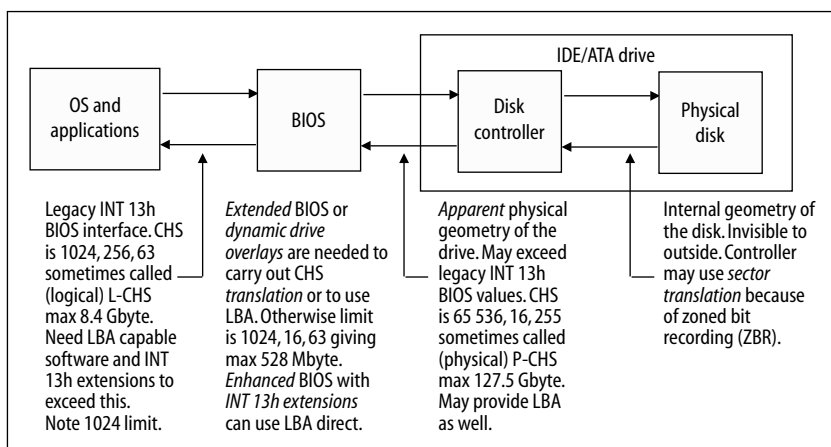 IDE/ATA drive
OS and
applications
BIOS
Disk
controller
Physical
disk
Legacy INT 13h
BIOS interface. CHS
is 1024, 256, 63
sometimes called
(logical) L-CHS
max 8.4 Gbyte.
Need LBA capable
software and INT
13h extensions to
exceed this.
Note 1024 limit.
Extended BIOS or
dynamic drive
overlays are needed to
carry out CHS
translation or to use
LBA. Otherwise limit
is 1024, 16, 63 giving
max 528 Mbyte.
Enhanced BIOS with
INT 13h extensions
can use LBA direct.
Apparent physical
geometry of the
drive. May exceed
legacy INT 13h
BIOS values. CHS
is 65 536, 16, 255
sometimes called
(physical) P-CHS
max 127.5 Gbyte.
May provide LBA
as well.
Internal geometry of
the disk. Invisible to
outside. Controller
may use sector
translation because
of zoned bit
recording (ZBR).